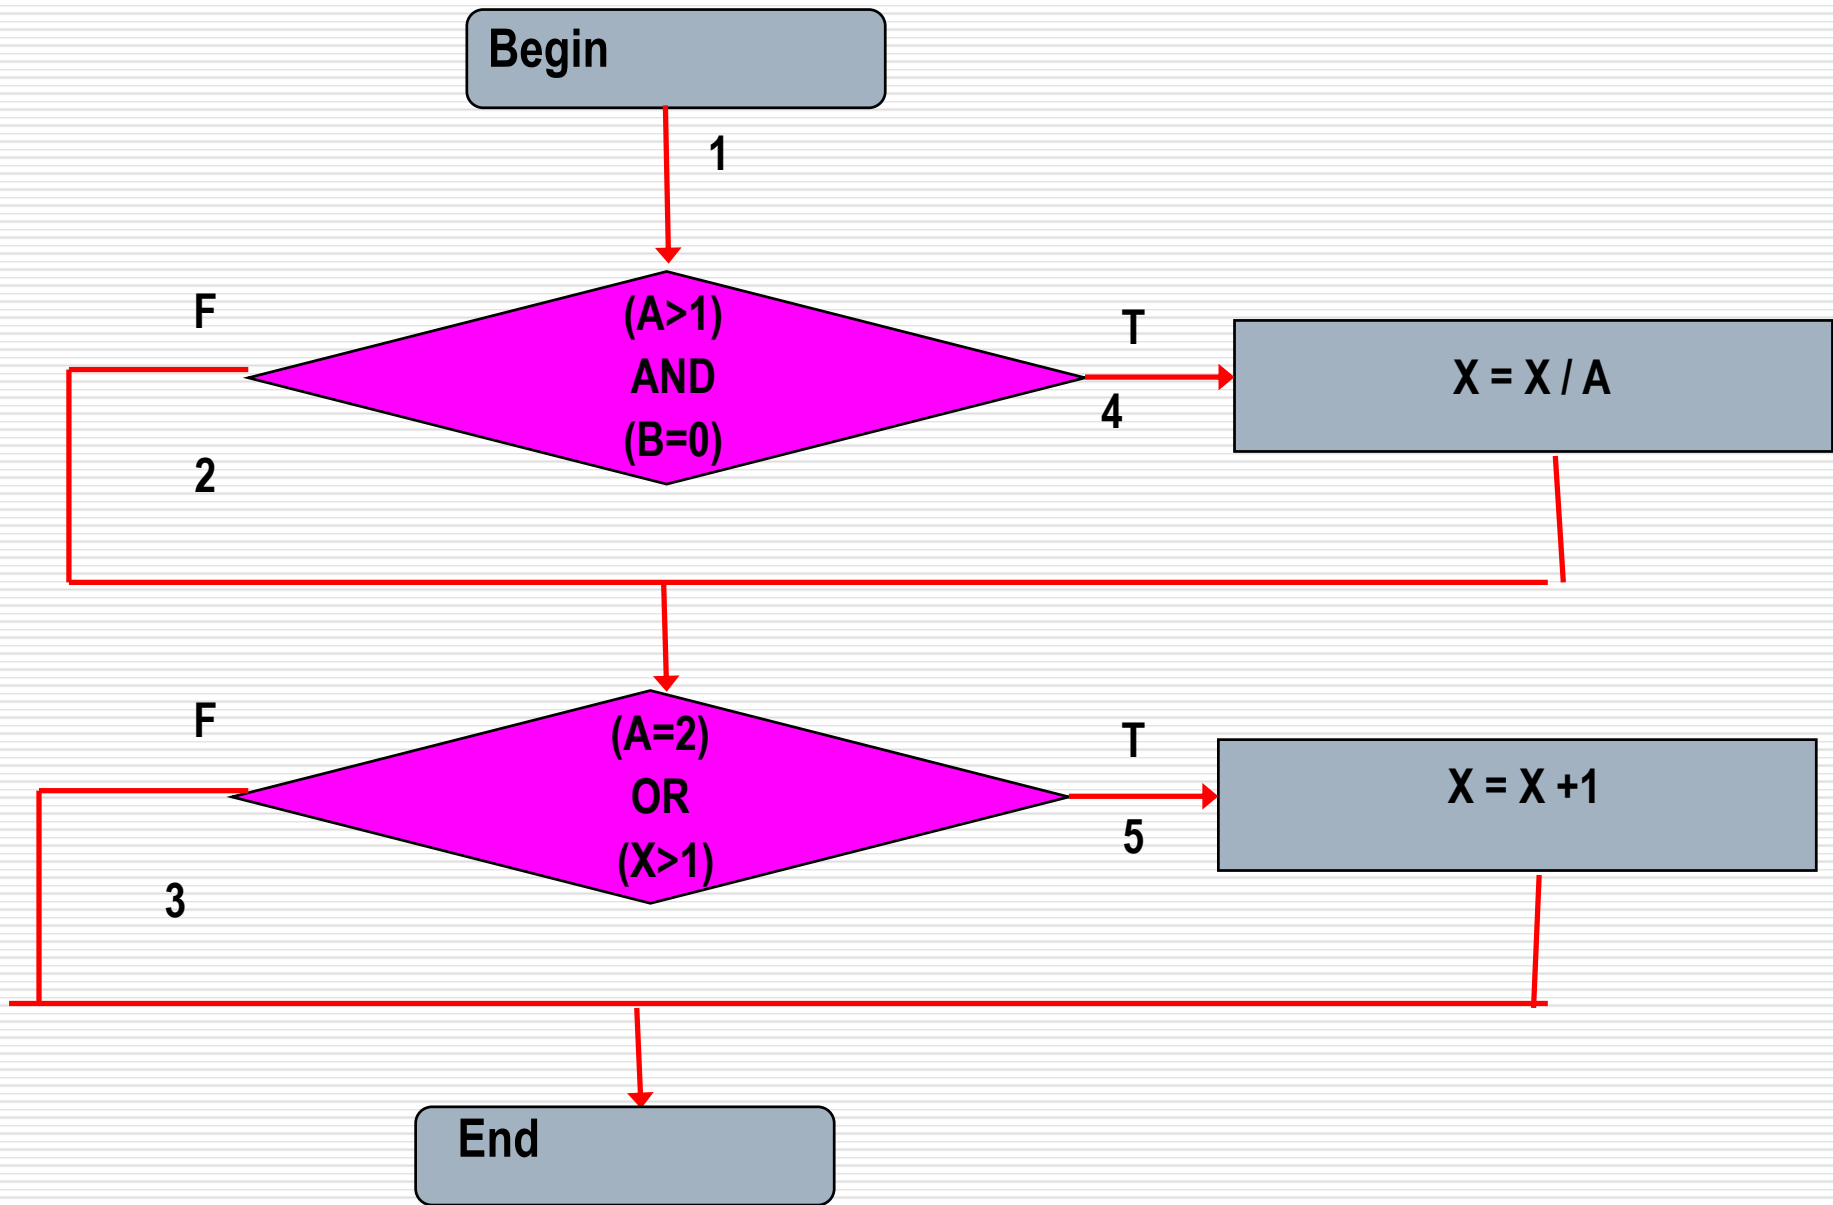 Begin
1
F
(A>1)
AND
(B=0)
T
4
X = X / A
2
F
(A=2)
OR
(X>1)
T
5
X = X +1
3
End